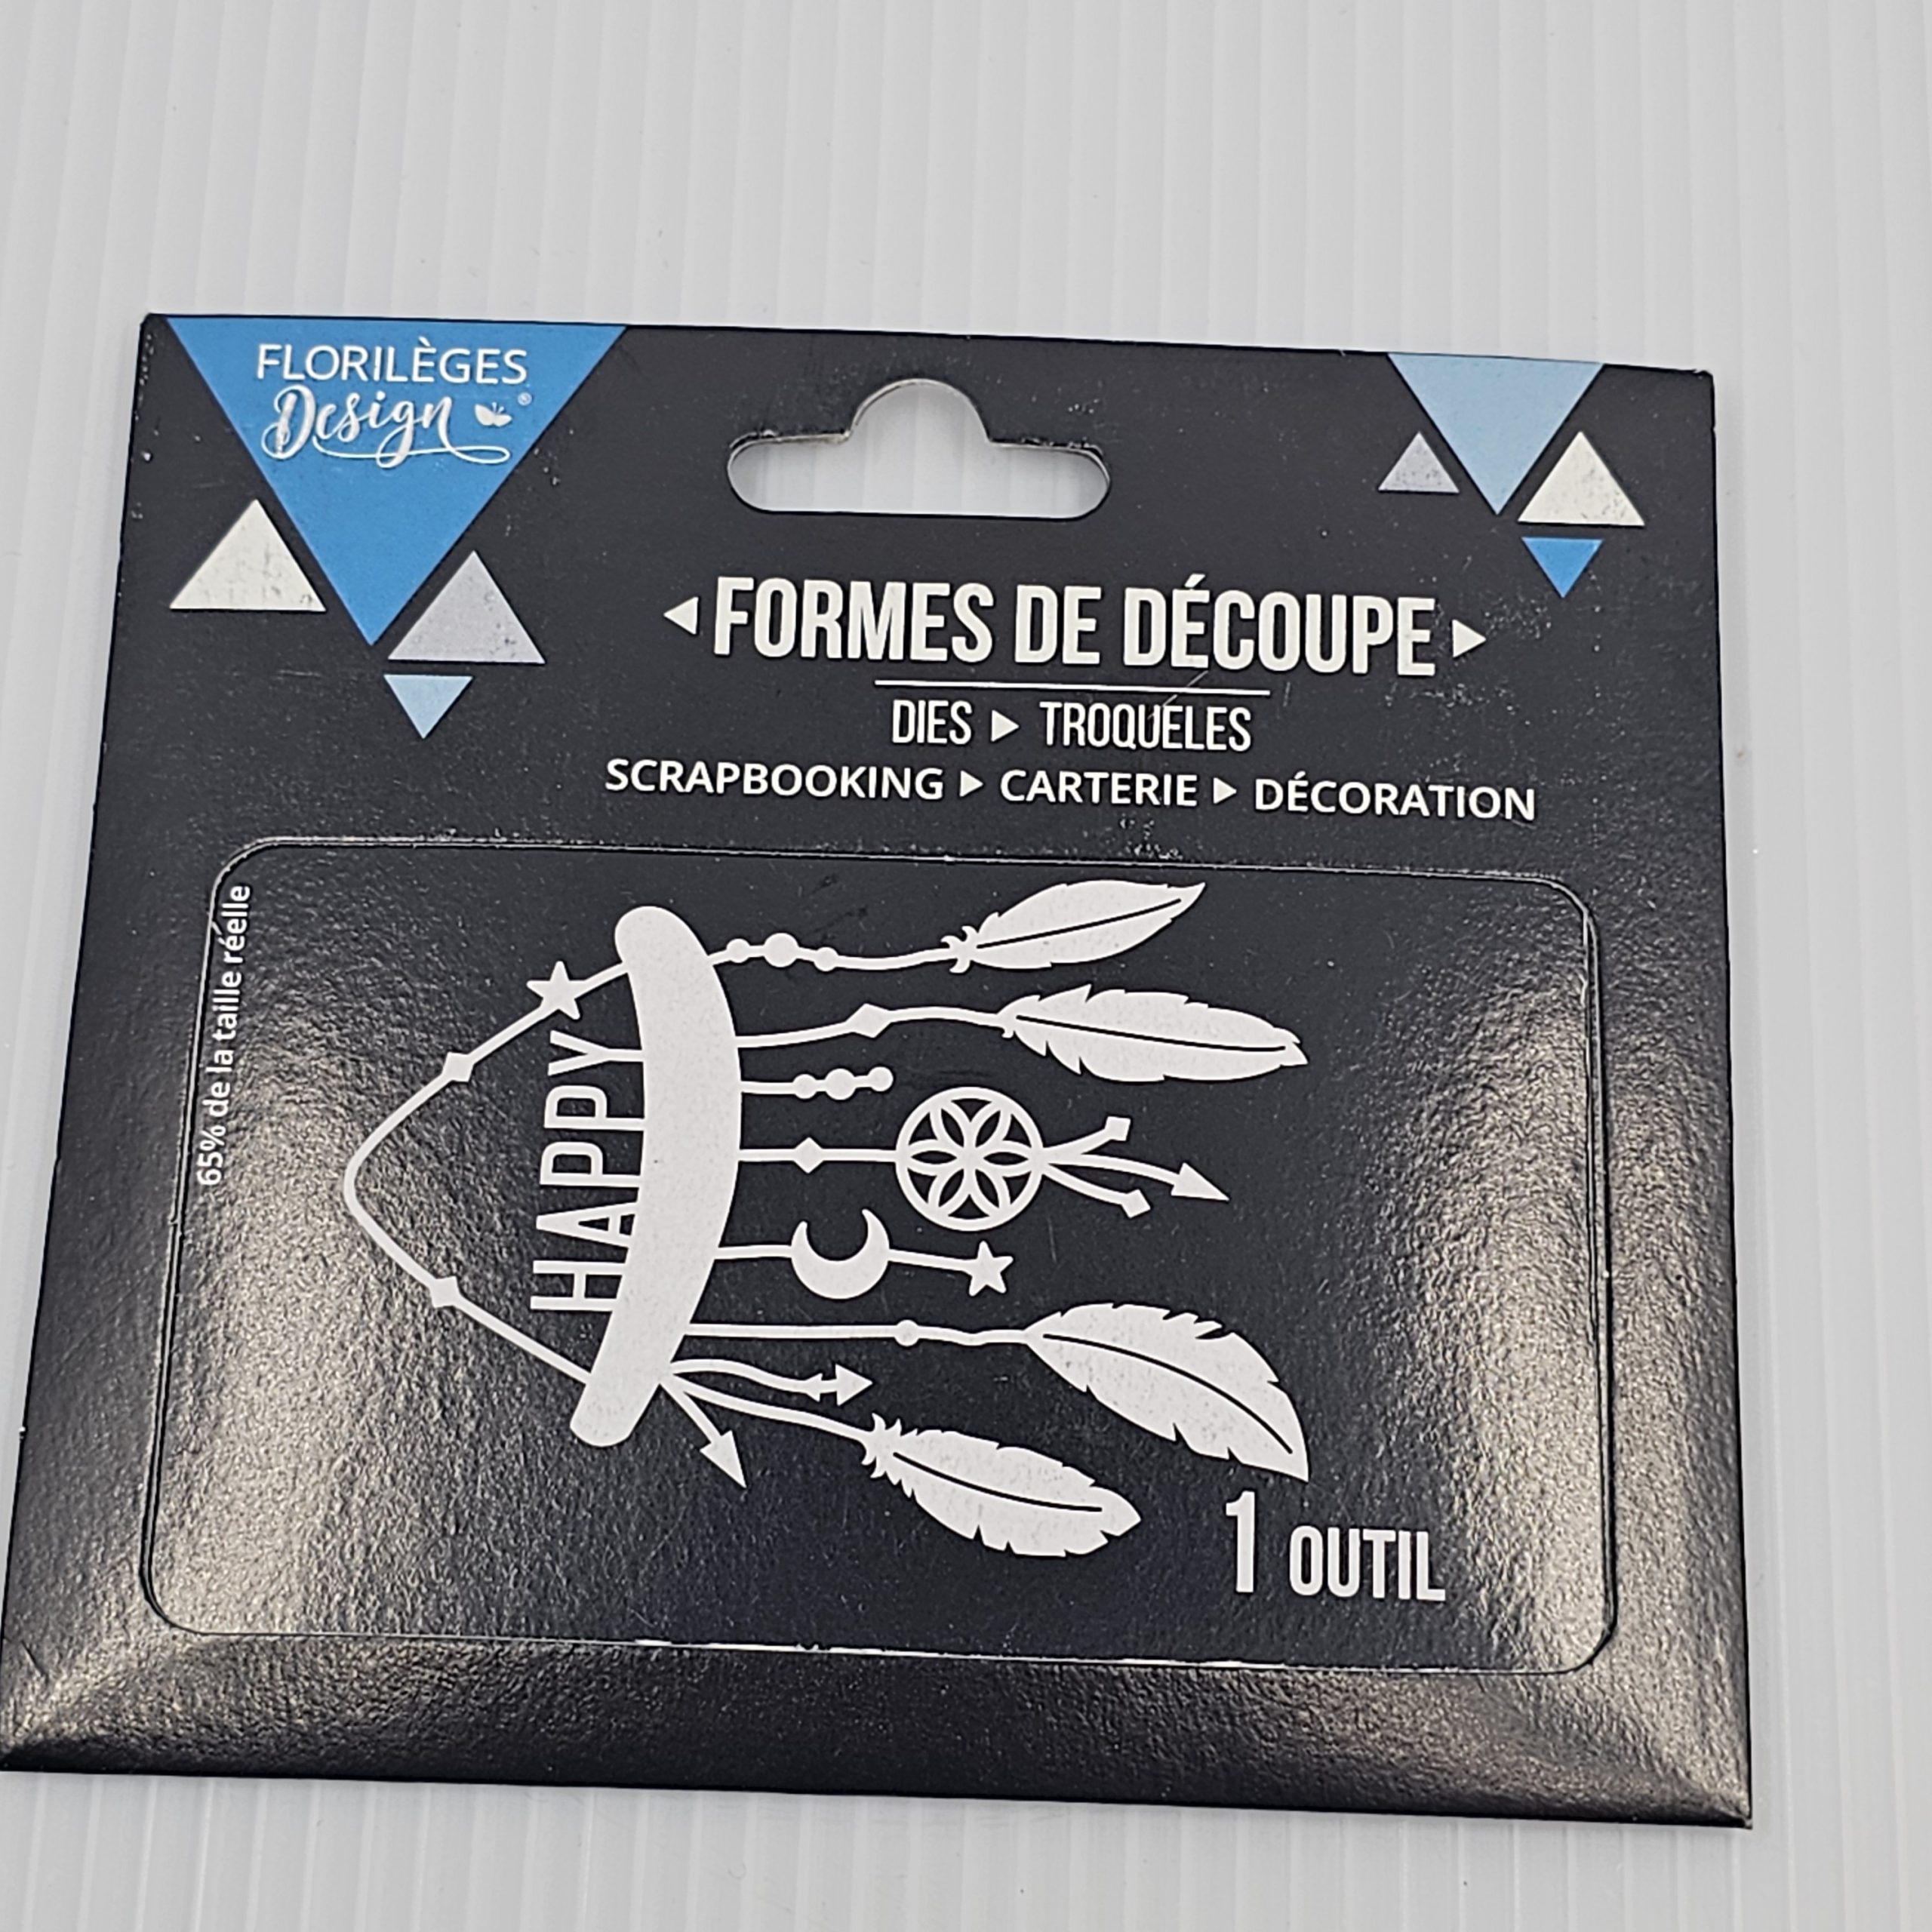 FLORILÈGES
Design ®
FORMES DE DÉCOUPE
DIES ▶ TROQUELES
SCRAPBOOKING ▶ CARTERIE ▶ DÉCORATION
65% de la taille réelle
HAPPY
1 OUTIL